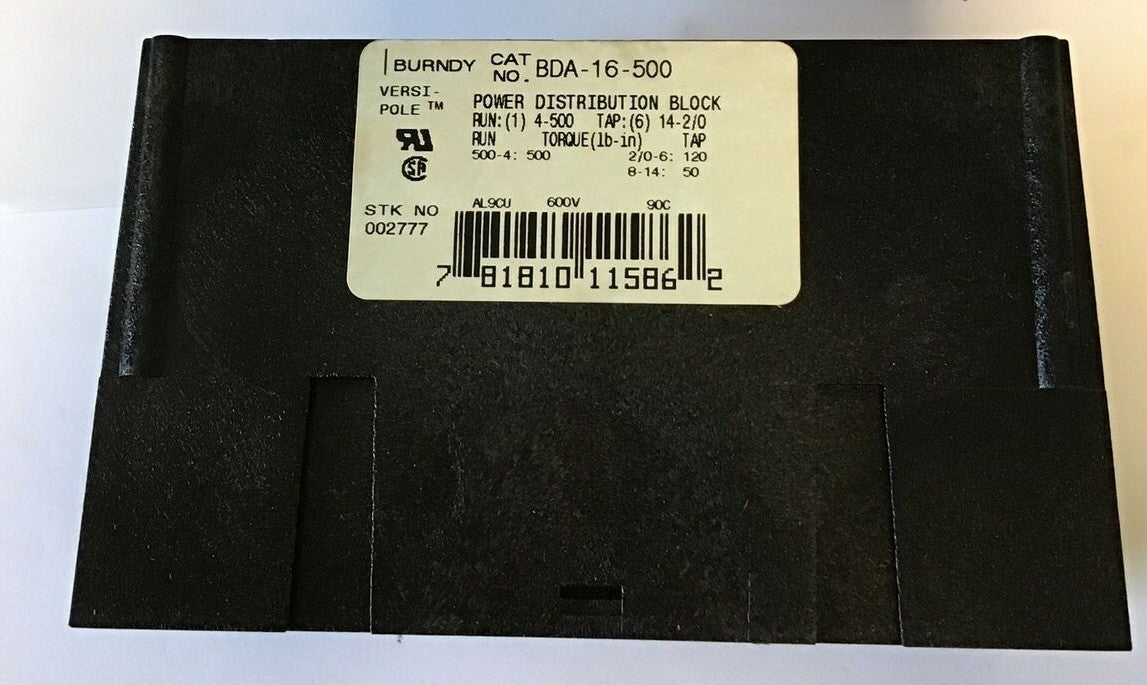 BURNDY CAT NO. BDA-16-500
VERSI-POLE™
POWER DISTRIBUTION BLOCK
RUN:(1) 4-500 TAP:(6) 14-2/0
RUN TORQUE(lb-in) TAP
500-4: 500 2/0-6: 120
8-14: 50
AL9CU 600V 90C
STK NO
002777
7 81810 11586 2